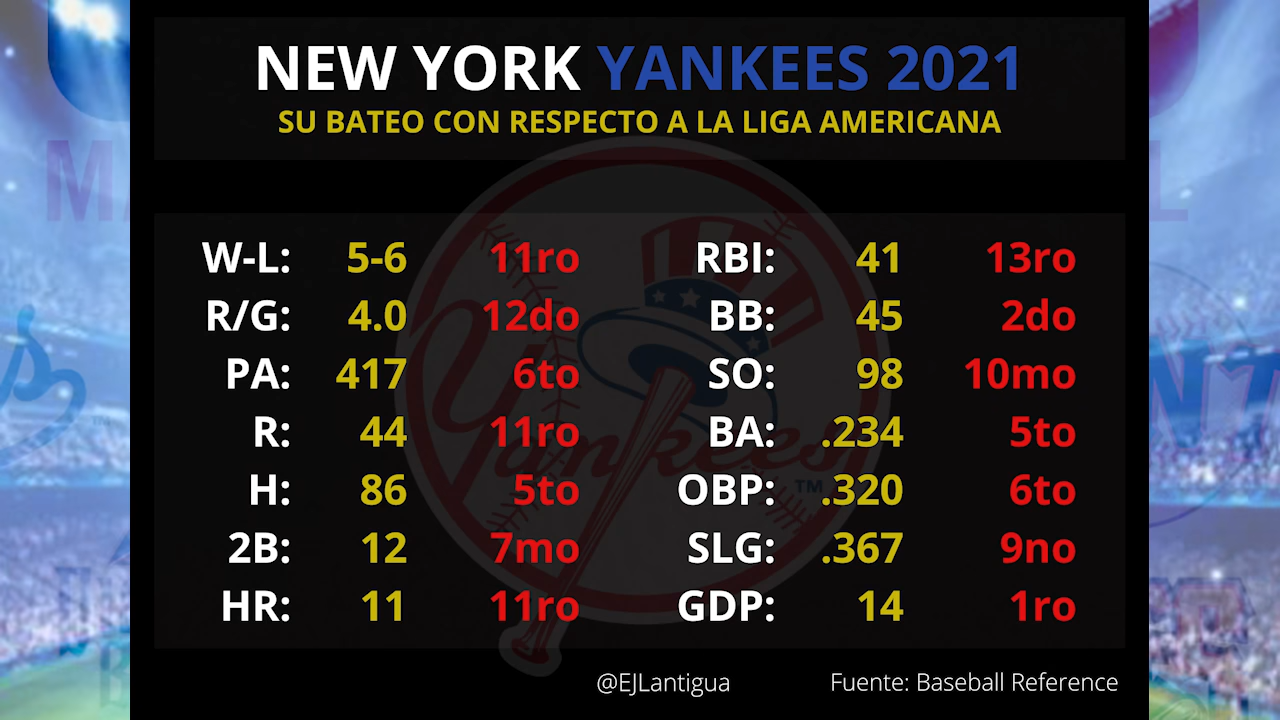 NEW YORK YANKEES 2021
SU BATEO CON RESPECTO A LA LIGA AMERICANA
W-L: 5-6 11ro RBI: 41 13ro
R/G: 4.0 12do BB: 45 2do
PA: 417 6to SO: 98 10mo
R: 44 11ro BA: .234 5to
H: 86 5to OBP: .320 6to
2B: 12 7mo SLG: .367 9no
HR: 11 11ro GDP: 14 1ro
Yankees
TM
@EJLantigua Fuente: Baseball Reference